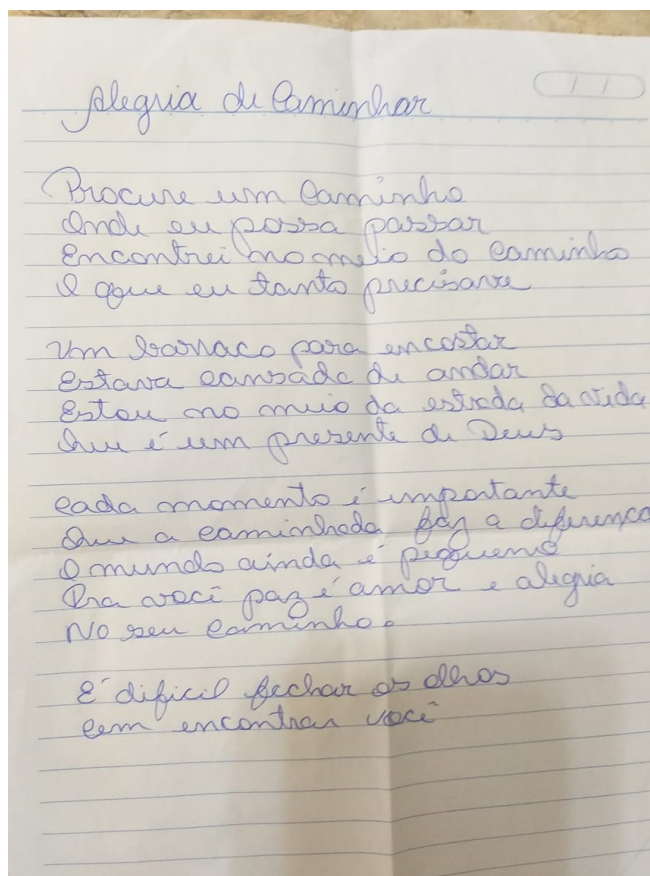 Alegria de Caminhar
Procure um Caminho
Onde eu possa passar
Encontrei no meio do caminho
O que eu tanto precisava
Um barraco para encostar
Estava cansado de andar
Estou no meio da estrada da vida
Que é um presente de Deus
Cada momento é importante
Que a caminhada faz a diferença
O mundo ainda é pequeno
Pra você paz é amor e alegria
No seu caminho.
É dificil fechar os olhos
Sem encontrar você